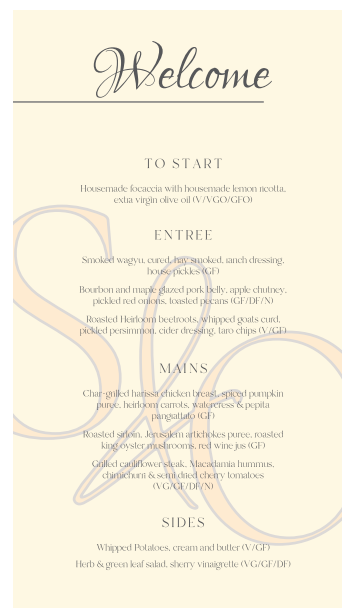 Welcome
TO START
Housemade focaccia with housemade lemon ricotta,
extra virgin olive oil (V/VGO/GFO)
ENTREE
Smoked wagyu, cured, hay smoked, ranch dressing,
house pickles (GF)
Bourbon and maple glazed pork belly, apple chutney,
pickled red onions, toasted pecans (GF/DF/N)
Roasted Heirloom beetroots, whipped goats curd,
pickled persimmon, cider dressing, taro chips (V/GF)
MAINS
Char-grilled harissa chicken breast, spiced pumpkin
puree, heirloom carrots, watercress & pepita
pangrattato (GF)
Roasted sirloin, Jerusalem artichokes puree, roasted
king oyster mushrooms, red wine jus (GF)
Grilled cauliflower steak, Macadamia hummus,
chimichurri & semi dried cherry tomatoes
(VG/GF/DF/N)
SIDES
Whipped Potatoes, cream and butter (V/GF)
Herb & green leaf salad, sherry vinaigrette (VG/GF/DF)